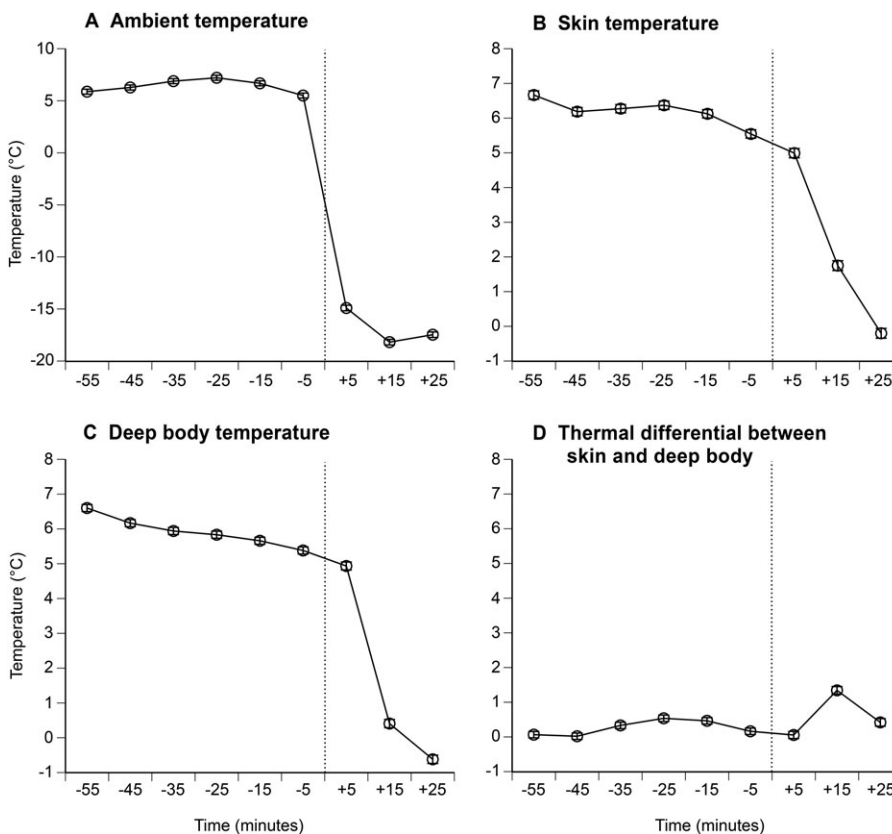 A Ambient temperature
10
5
0
-5
-10
-15
-20
Temperature (°C)
-55 -45 -35 -25 -15 -5 +5 +15 +25
B Skin temperature
8
7
6
5
4
3
2
1
0
-1
-55 -45 -35 -25 -15 -5 +5 +15 +25
C Deep body temperature
8
7
6
5
4
3
2
1
0
-1
Temperature (°C)
-55 -45 -35 -25 -15 -5 +5 +15 +25
Time (minutes)
D Thermal differential between
skin and deep body
8
7
6
5
4
3
2
1
0
-1
-55 -45 -35 -25 -15 -5 +5 +15 +25
Time (minutes)